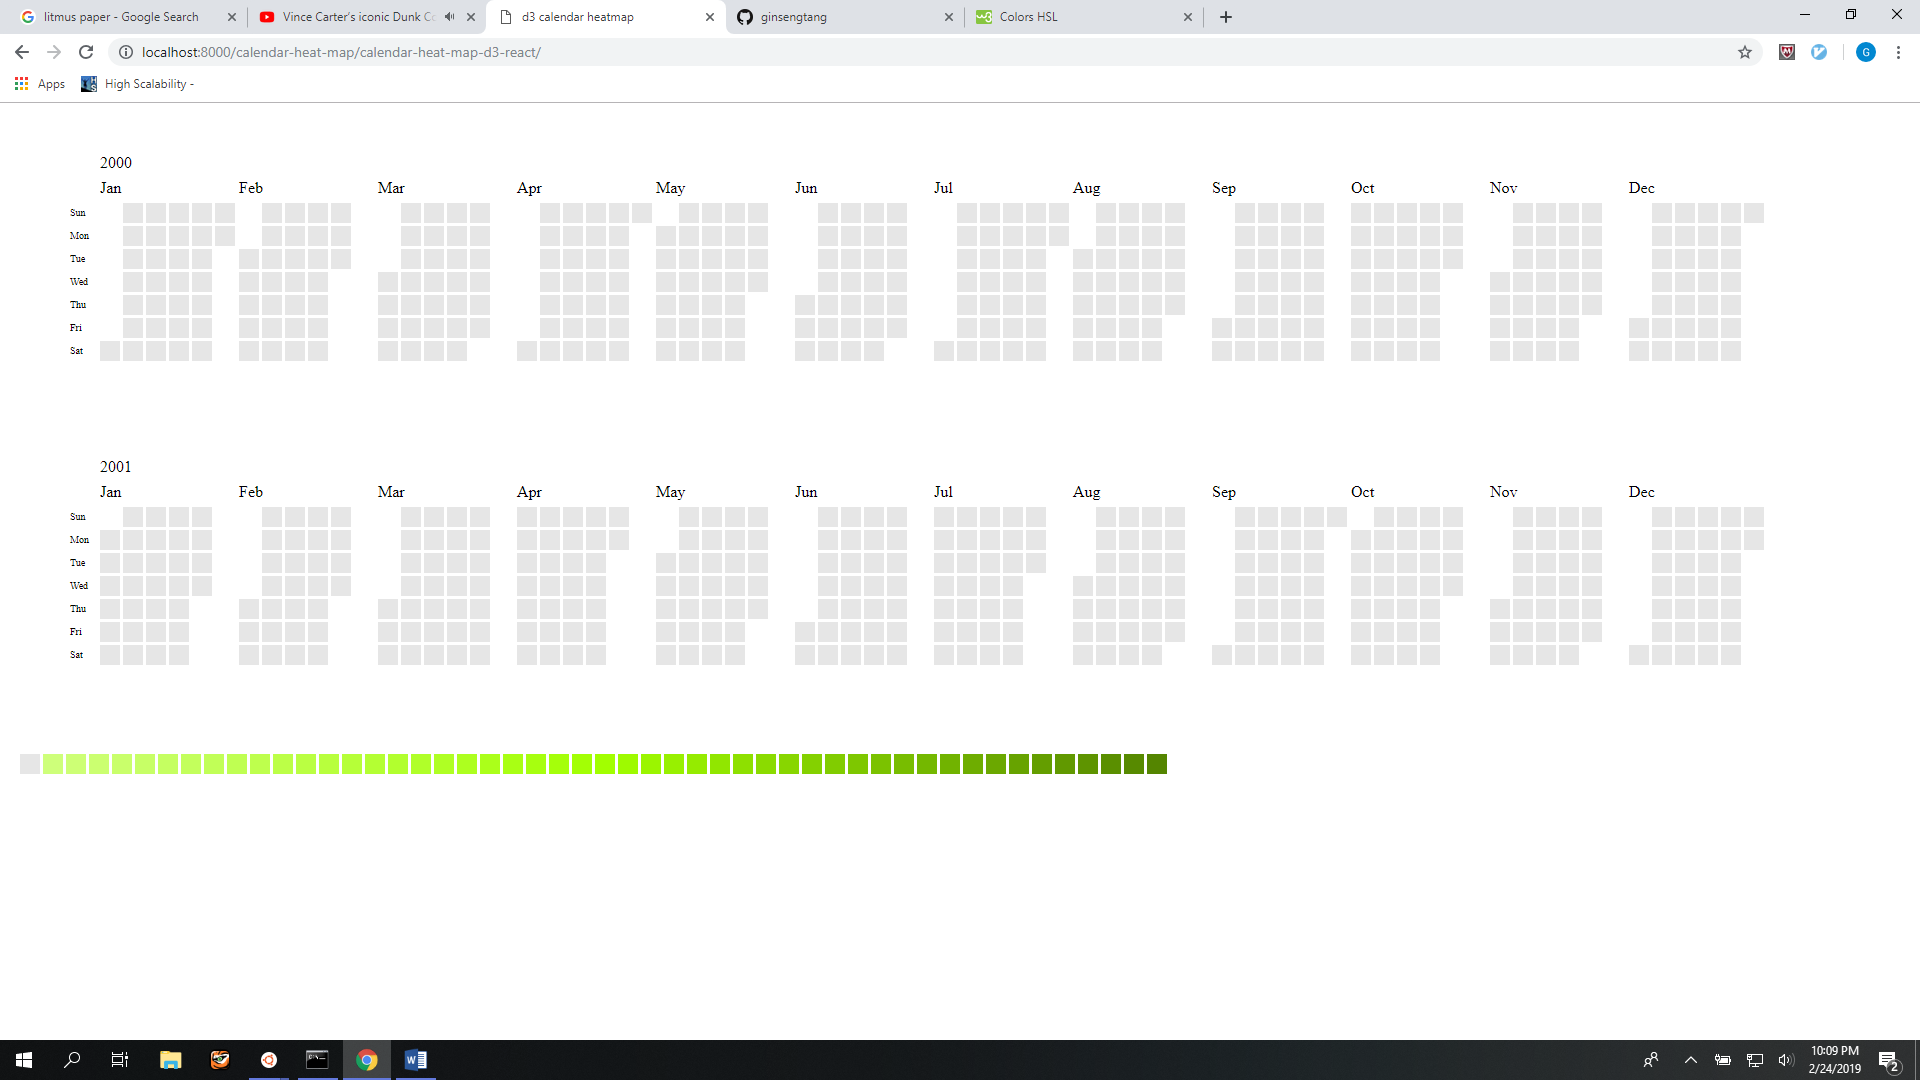 litmus paper - Google Search
Vince Carter's iconic Dunk Co
d3 calendar heatmap
ginsengtang
Colors HSL
localhost:8000/calendar-heat-map/calendar-heat-map-d3-react/
G
Apps
High Scalability -
2000
Jan Feb Mar Apr May Jun Jul Aug Sep Oct Nov Dec
Sun
Mon
Tue
Wed
Thu
Fri
Sat
2001
Jan Feb Mar Apr May Jun Jul Aug Sep Oct Nov Dec
Sun
Mon
Tue
Wed
Thu
Fri
Sat
10:09 PM
2/24/2019
2